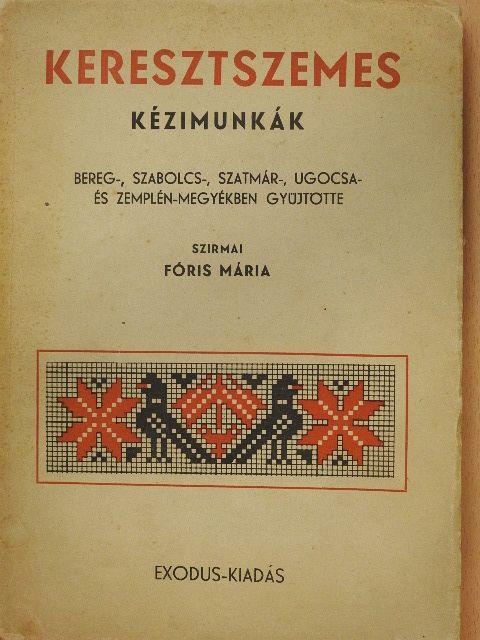 KERESZTSZEMES
KÉZIMUNKÁK
BEREG-, SZABOLCS-, SZATMÁR-, UGOCSA-
ÉS ZEMPLÉN-MEGYÉKBEN GYŰJTÖTTE
SZIRMAI
FÓRIS MÁRIA
EXODUS-KIADÁS